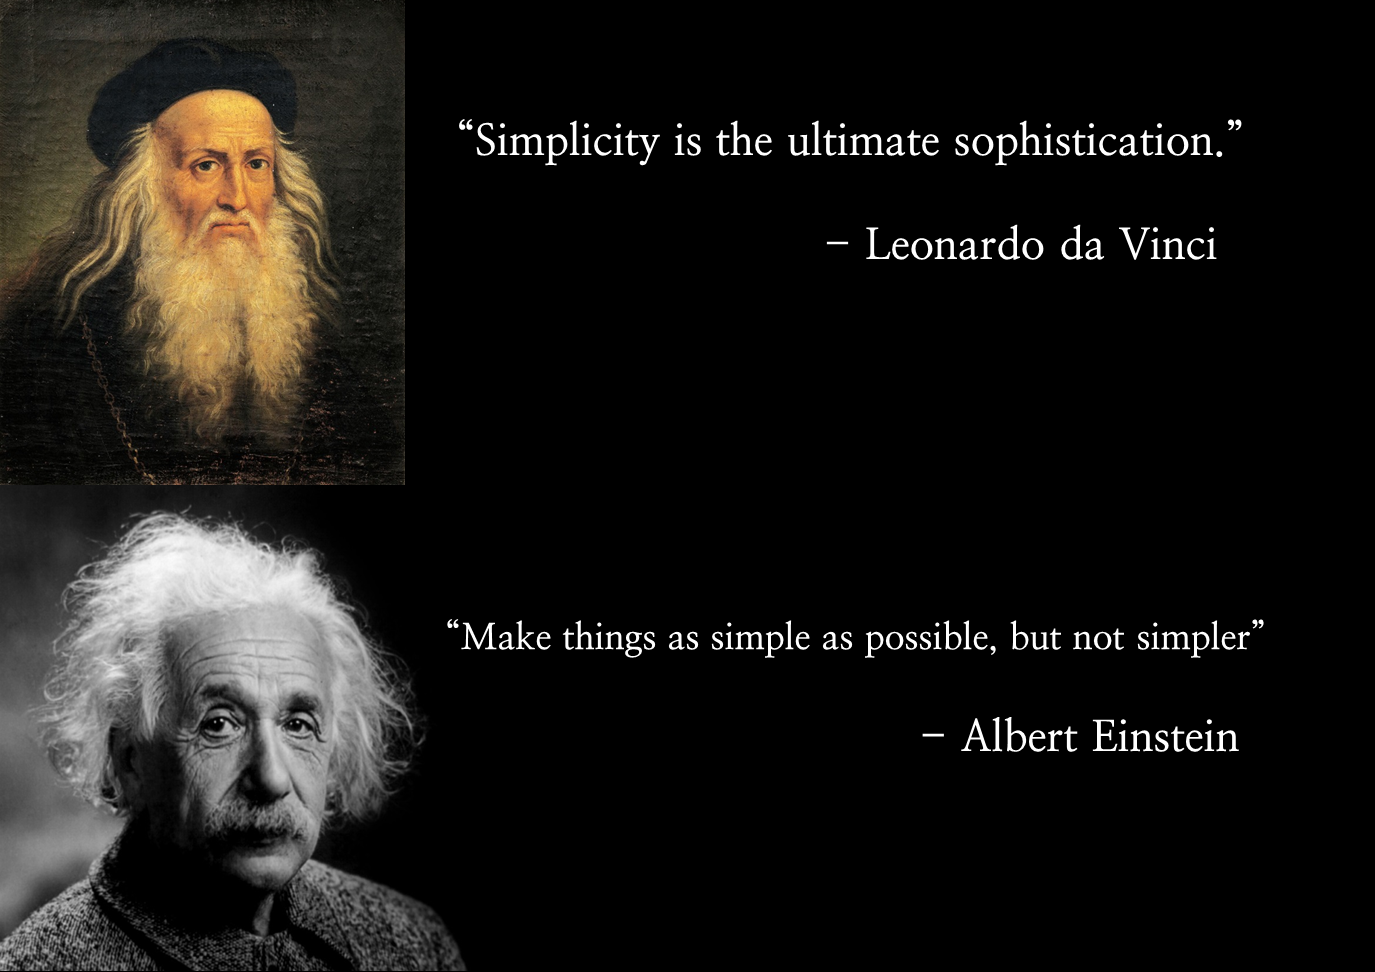 “Simplicity is the ultimate sophistication.”
– Leonardo da Vinci
“Make things as simple as possible, but not simpler”
– Albert Einstein